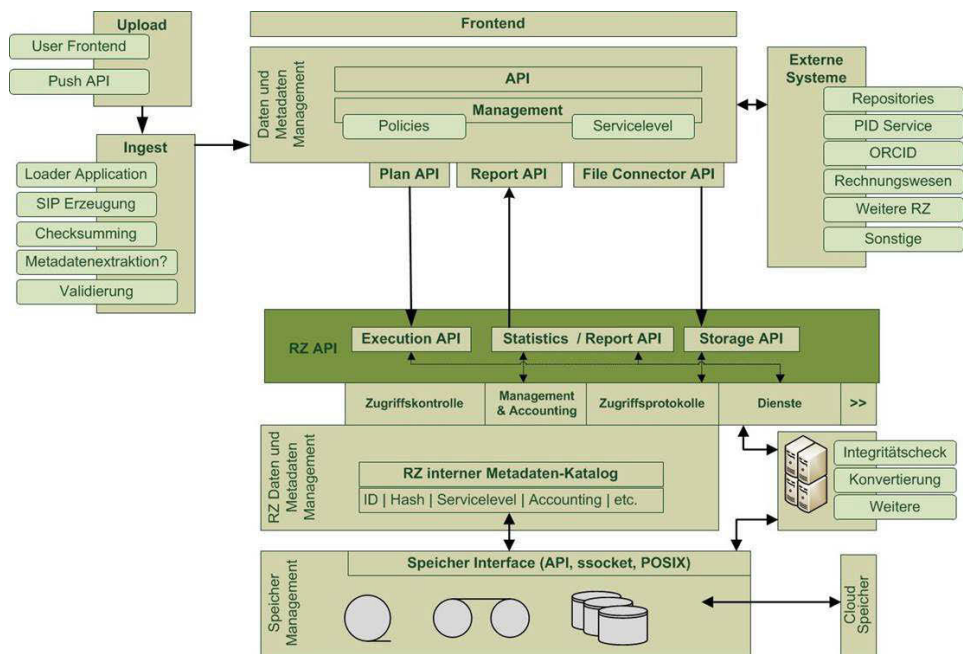 Upload
User Frontend
Push API
Ingest
Loader Application
SIP Erzeugung
Checksumming
Metadatenextraktion?
Validierung
Frontend
Daten und
Metadaten
Management
API
Management
Policies
Servicelevel
Plan API
Report API
File Connector API
Externe
Systeme
Repositories
PID Service
ORCID
Rechnungswesen
Weitere RZ
Sonstige
RZ API
Execution API
Statistics / Report API
Storage API
Zugriffskontrolle
Management
& Accounting
Zugriffsprotokolle
Dienste
>>
RZ Daten und
Metadaten
Management
RZ interner Metadaten-Katalog
ID | Hash | Servicelevel | Accounting | etc.
Integritätscheck
Konvertierung
Weitere
Speicher
Management
Speicher Interface (API, ssocket, POSIX)
Cloud
Speicher